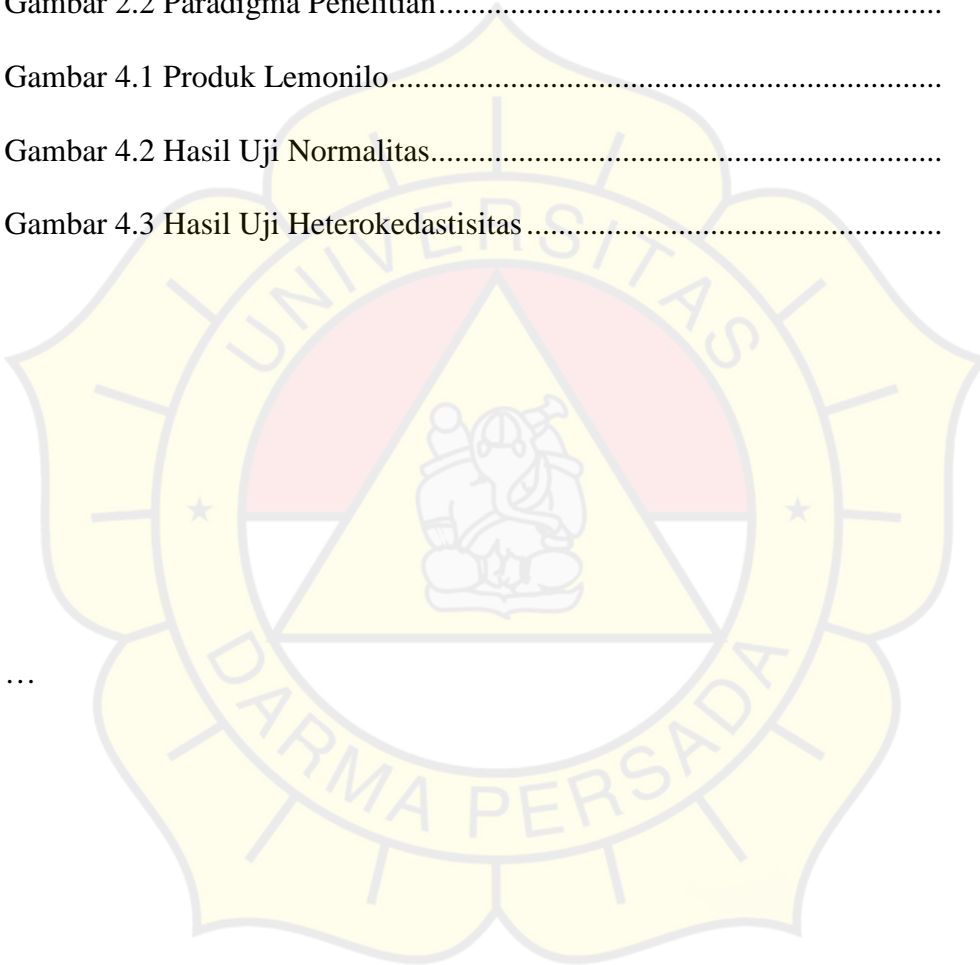 Gambar 2.2 Paradigma Penelitian..................................................................
Gambar 4.1 Produk Lemonilo....................................................................
Gambar 4.2 Hasil Uji Normalitas...............................................................
Gambar 4.3 Hasil Uji Heterokedastisitas....................................................
UNIVERSITAS
…
DARMA PERSADA